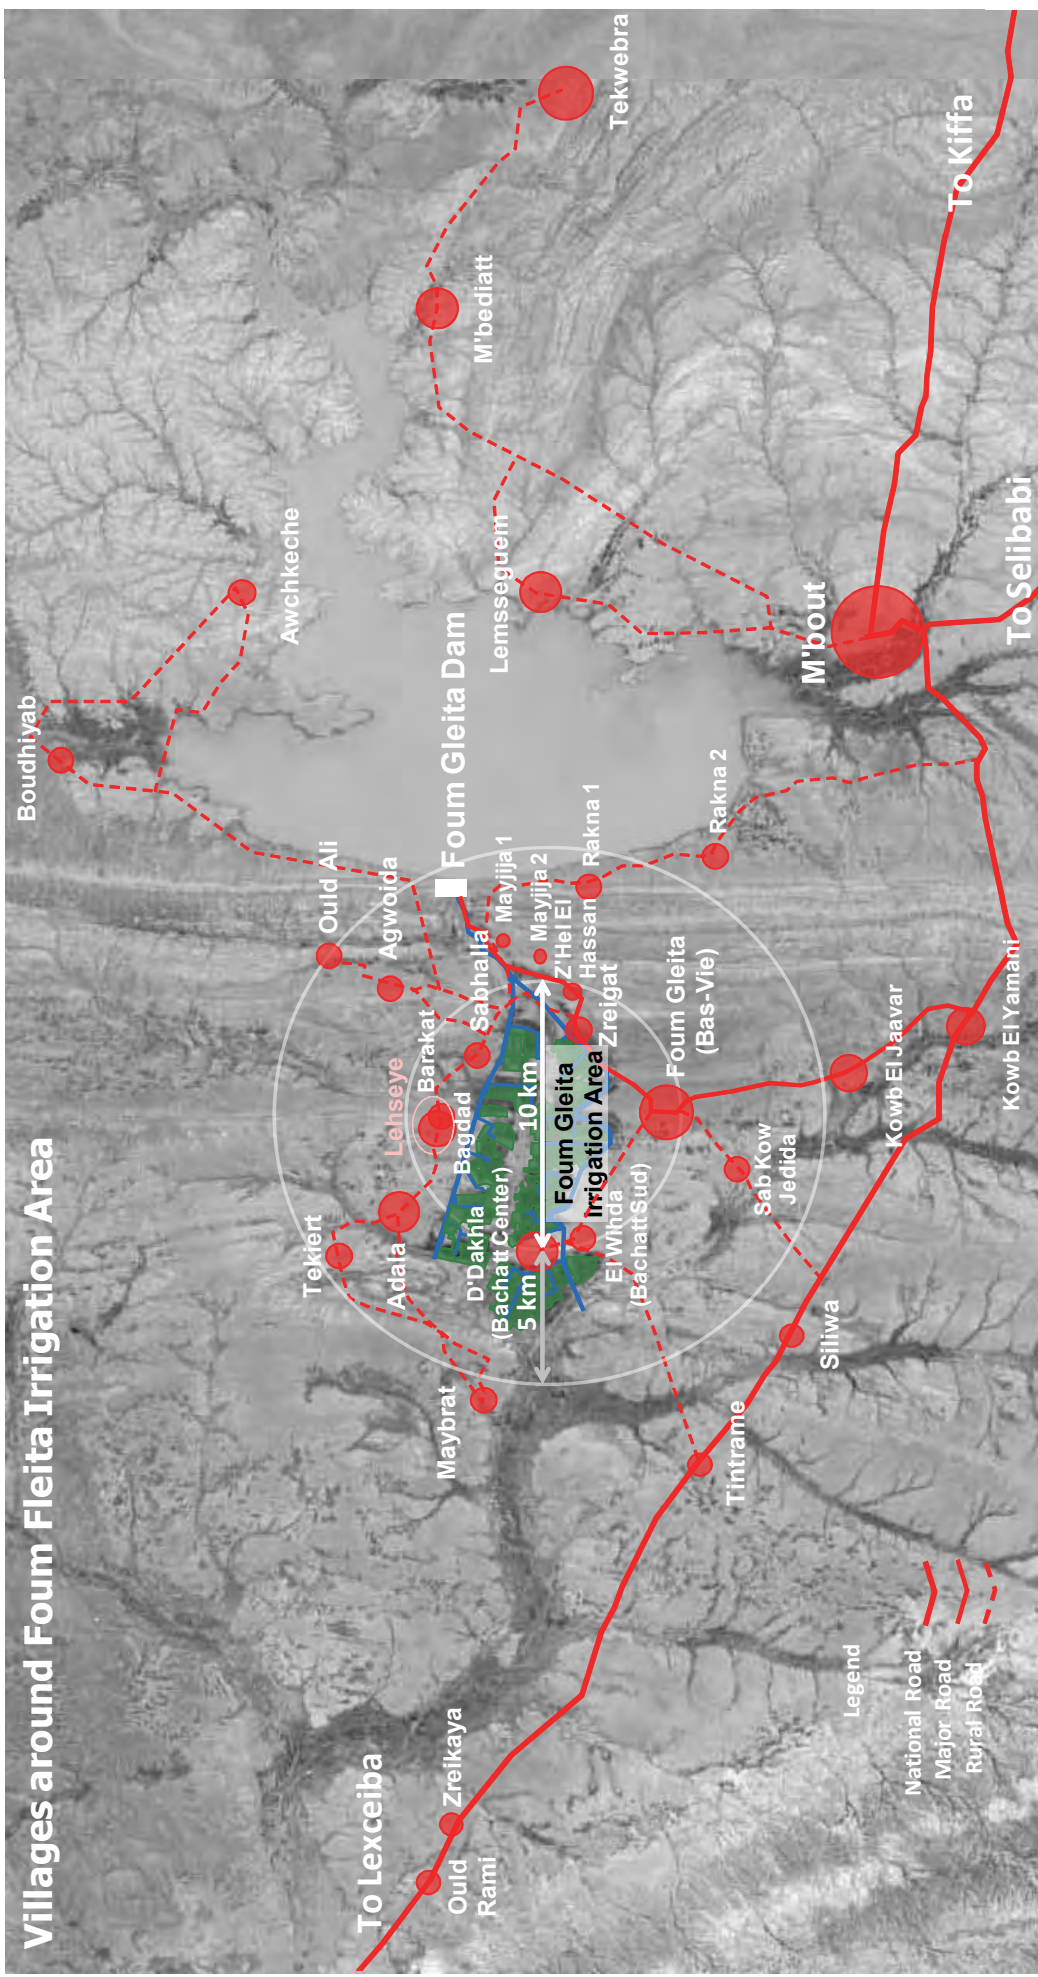 Villages around Foum Fleita Irrigation Area
To Lexceiba
Ould
Rami
Zreikaya
Maybrat
Tekiert
Adala
Lehseye
Barakat
Bagdad
D'Dakhla
(Bachatt Center)
5 km
10 km
Foum Gleita
Irrigation Area
El Wihda
(Bachatt Sud)
Sabhalla
Agwoida
Ould Ali
Boudhiyab
Awchkeche
Foum Gleita Dam
Mayjija 1
Mayjija 2
Z'Hel El
Hassan
Zreigat
Rakna 1
Rakna 2
Foum Gleita
(Bas-Vie)
Sab Kow
Jedida
Siliwa
Tintrame
Kowb El Jaavar
Kowb El Yamani
Lemsseguem
M'bediatt
Tekwebra
M'bout
To Kiffa
To Selibabi
Legend
National Road
Major Road
Rural Road